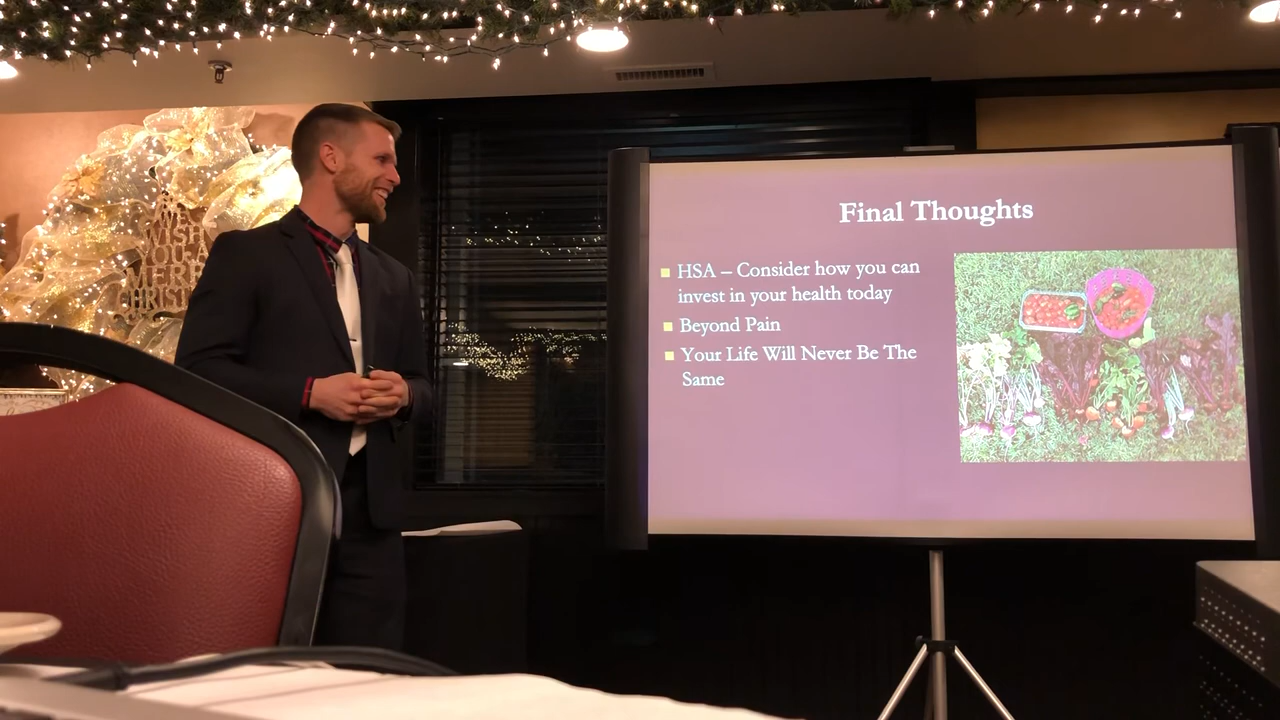 Final Thoughts
HSA – Consider how you can
invest in your health today
Beyond Pain
Your Life Will Never Be The
Same